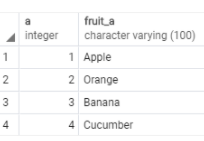 a fruit_a
integer character varying (100)
1 1 Apple
2 2 Orange
3 3 Banana
4 4 Cucumber